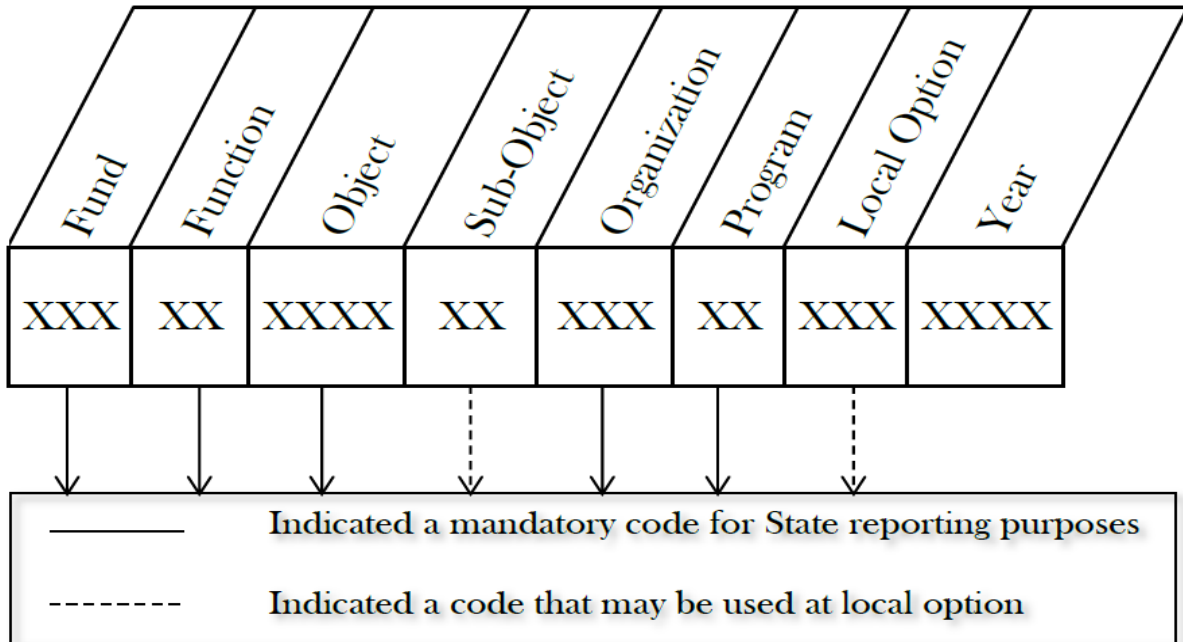 Fund Function Object Sub-Object Organization Program Local Option Year
XXX XX XXXX XX XXX XX XXX XXXX
Indicated a mandatory code for State reporting purposes
Indicated a code that may be used at local option